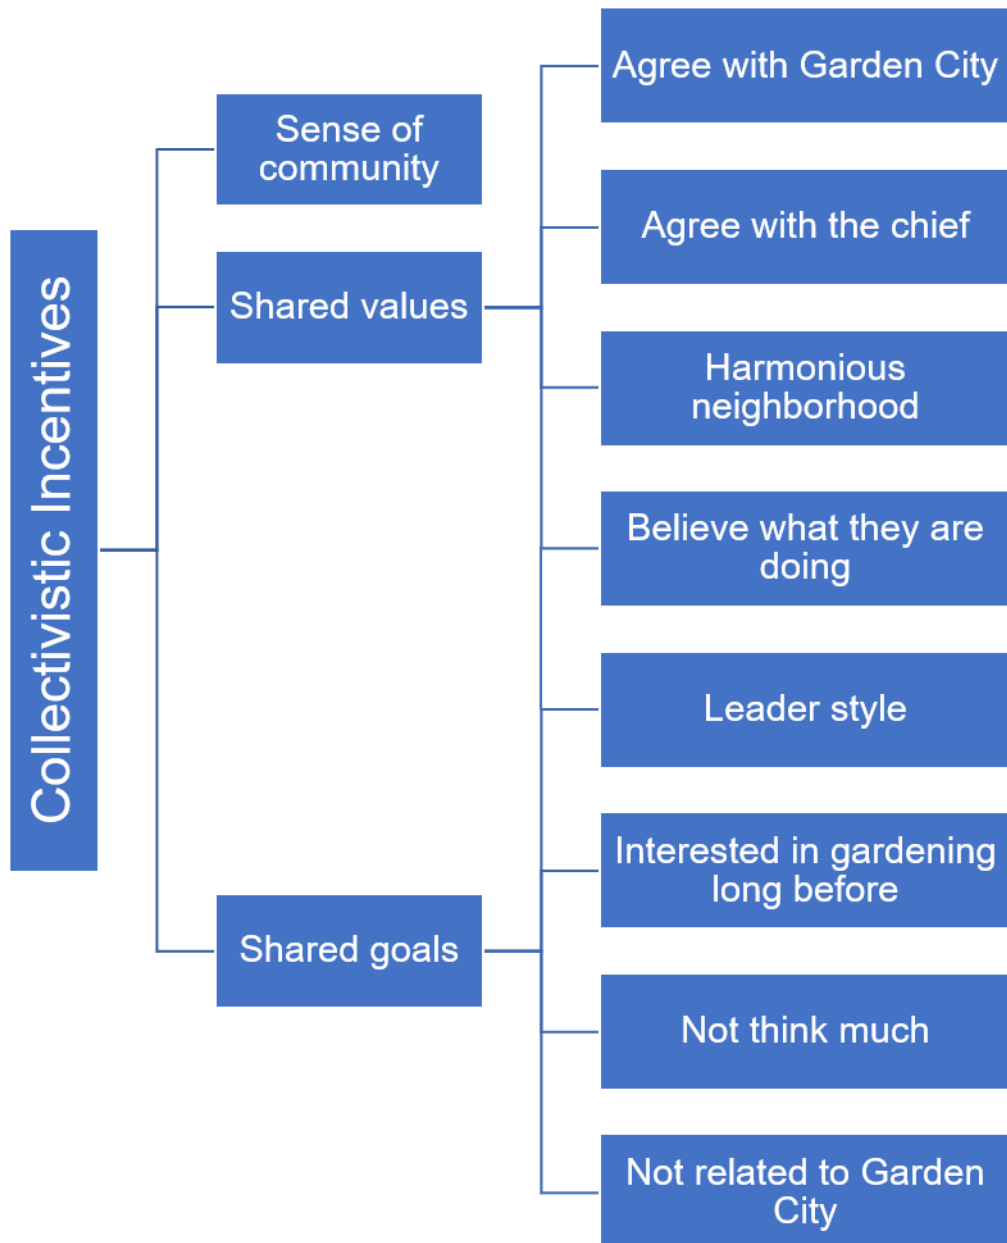 Collectivistic Incentives
Sense of
community
Shared values
Shared goals
Agree with Garden City
Agree with the chief
Harmonious
neighborhood
Believe what they are
doing
Leader style
Interested in gardening
long before
Not think much
Not related to Garden
City